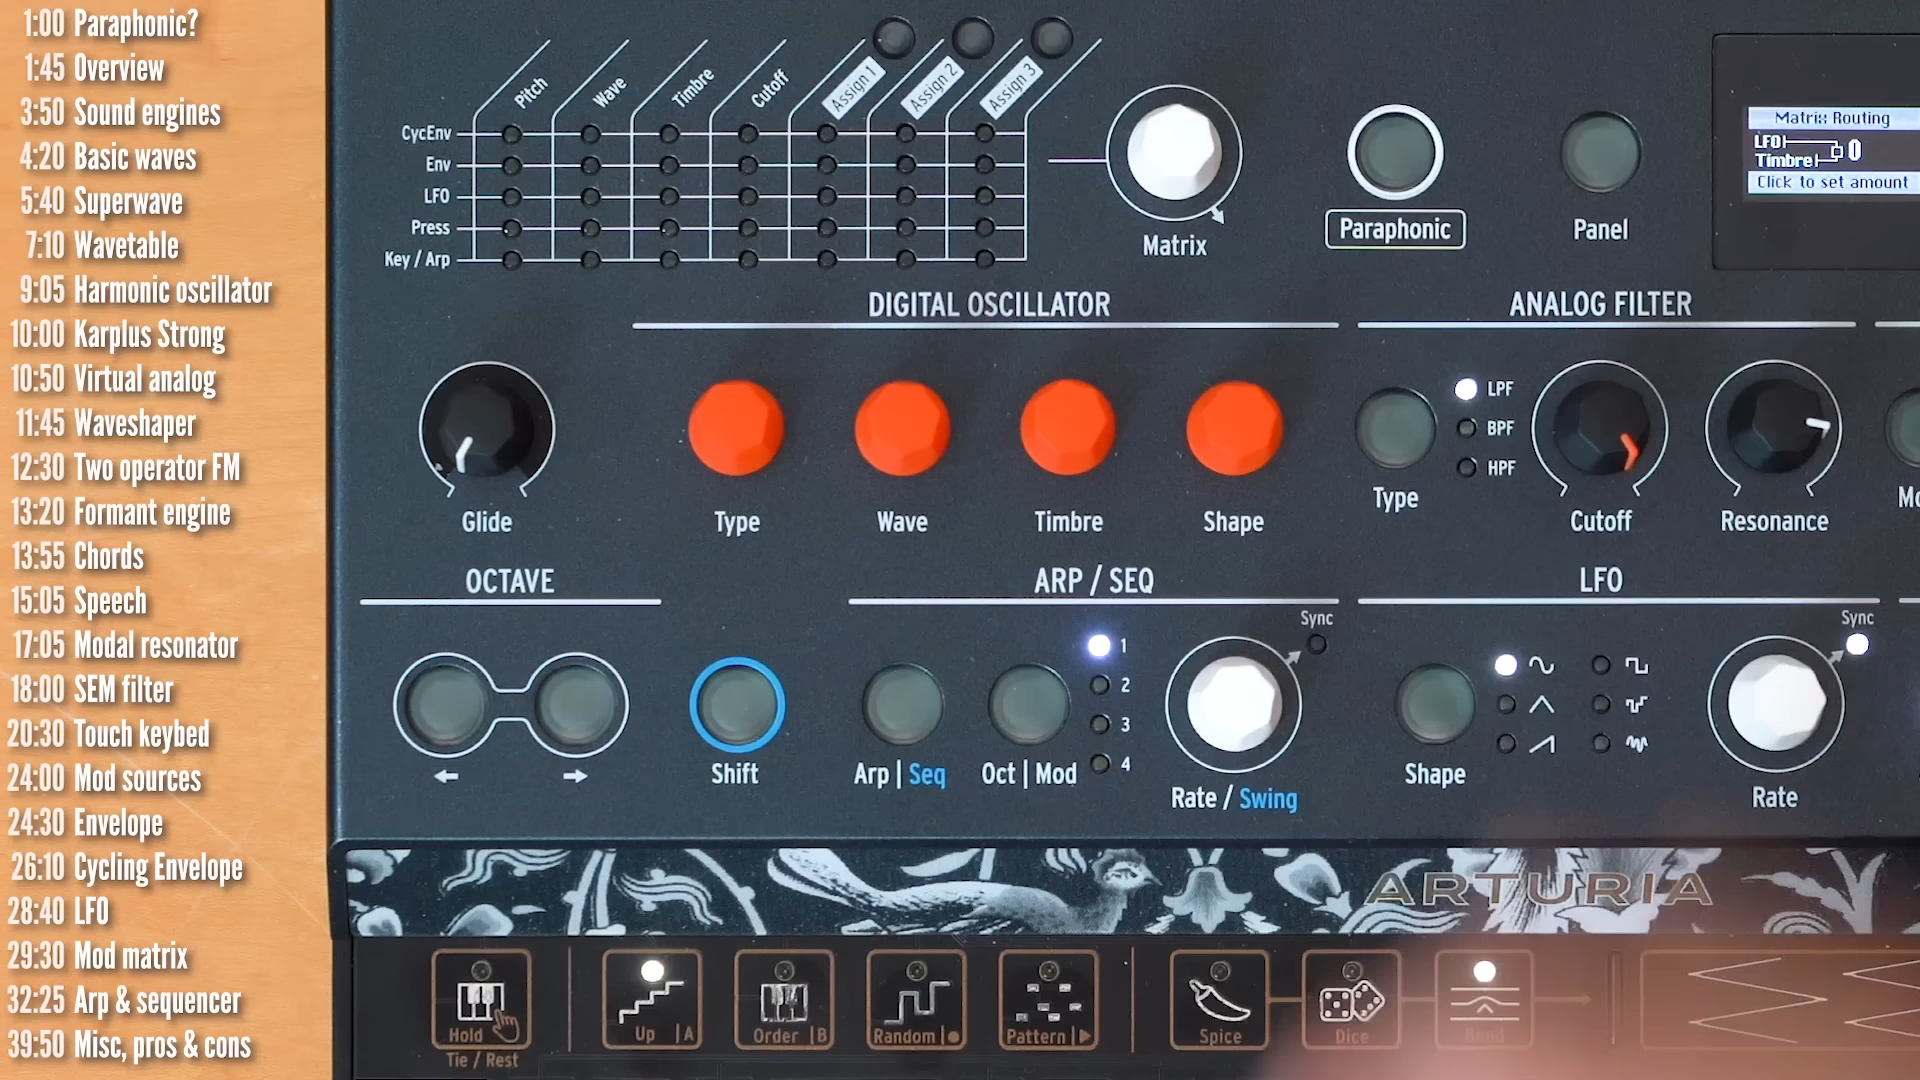 1:00 Paraphonic?
1:45 Overview
3:50 Sound engines
4:20 Basic waves
5:40 Superwave
7:10 Wavetable
9:05 Harmonic oscillator
10:00 Karplus Strong
10:50 Virtual analog
11:45 Waveshaper
12:30 Two operator FM
13:20 Formant engine
13:55 Chords
15:05 Speech
17:05 Modal resonator
18:00 SEM filter
20:30 Touch keybed
24:00 Mod sources
24:30 Envelope
26:10 Cycling Envelope
28:40 LFO
29:30 Mod matrix
32:25 Arp & sequencer
39:50 Misc, pros & cons
Pitch Wave Timbre Cutoff Assign 1 Assign 2 Assign 3
CycEnv
Env
LFO
Press
Key / Arp
Matrix
Paraphonic
Panel
Matrix Routing
LFO
Timbre 0
Click to set amount
DIGITAL OSCILLATOR
ANALOG FILTER
LPF
BPF
HPF
Glide Type Wave Timbre Shape Type Cutoff Resonance
OCTAVE
ARP / SEQ
LFO
Sync
Sync
1
2
3
4
Shift Arp | Seq Oct | Mod Rate / Swing Shape Rate
ARTURIA
Hold Up | A Order | B Random | Pattern | Spice Dice Bend
Tie / Rest